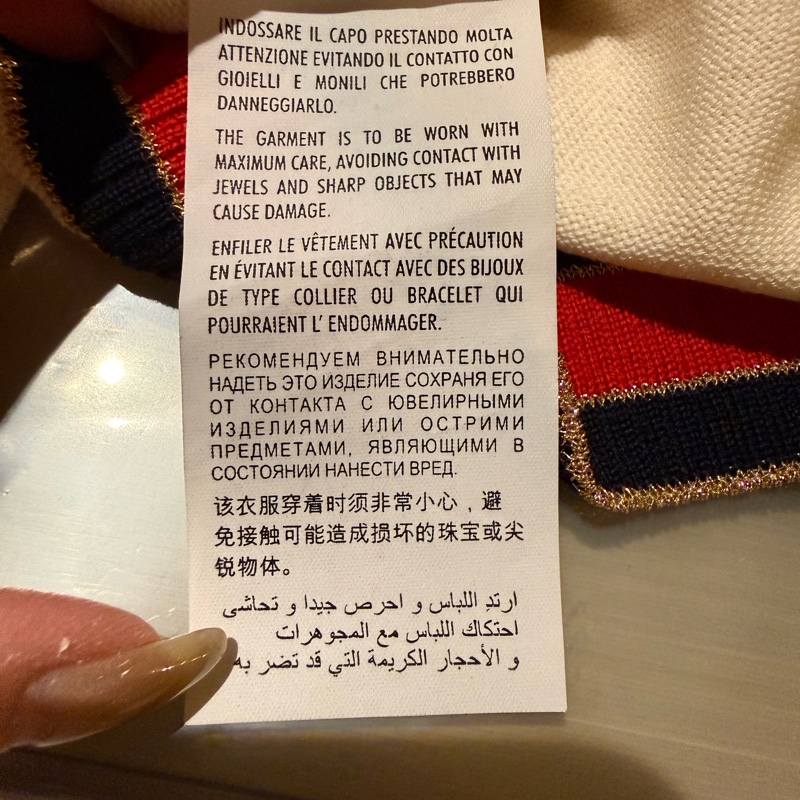 INDOSSARE IL CAPO PRESTANDO MOLTA
ATTENZIONE EVITANDO IL CONTATTO CON
GIOIELLI E MONILI CHE POTREBBERO
DANNEGGIARLO.
THE GARMENT IS TO BE WORN WITH
MAXIMUM CARE, AVOIDING CONTACT WITH
JEWELS AND SHARP OBJECTS THAT MAY
CAUSE DAMAGE.
ENFILER LE VÊTEMENT AVEC PRÉCAUTION
EN ÉVITANT LE CONTACT AVEC DES BIJOUX
DE TYPE COLLIER OU BRACELET QUI
POURRAIENT L' ENDOMMAGER.
РЕКОМЕНДУЕМ ВНИМАТЕЛЬНО
НАДЕТЬ ЭТО ИЗДЕЛИЕ СОХРАНЯ ЕГО
ОТ КОНТАКТА С ЮВЕЛИРНЫМИ
ИЗДЕЛИЯМИ ИЛИ ОСТРИМИ
ПРЕДМЕТАМИ, ЯВЛЯЮЩИМИ В
СОСТОЯНИИ НАНЕСТИ ВРЕД.
该衣服穿着时须非常小心，避
免接触可能造成损坏的珠宝或尖
锐物体。
ارتدِ اللباس و احرص جيدا و تحاشى
احتكاك اللباس مع المجوهرات
و الأحجار الكريمة التي قد تضر به